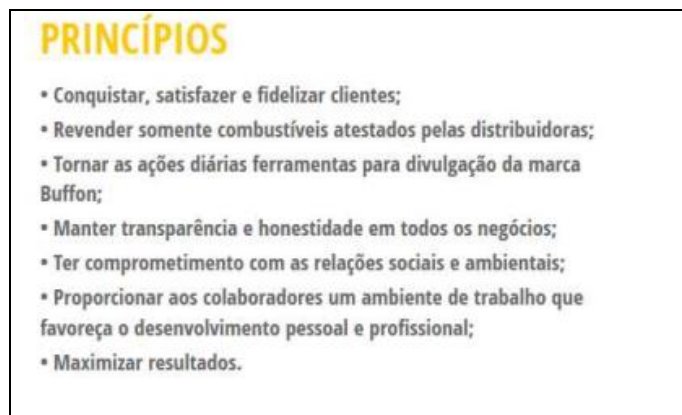 PRINCÍPIOS
• Conquistar, satisfazer e fidelizar clientes;
• Revender somente combustíveis atestados pelas distribuidoras;
• Tornar as ações diárias ferramentas para divulgação da marca
Buffon;
• Manter transparência e honestidade em todos os negócios;
• Ter comprometimento com as relações sociais e ambientais;
• Proporcionar aos colaboradores um ambiente de trabalho que
favoreça o desenvolvimento pessoal e profissional;
• Maximizar resultados.